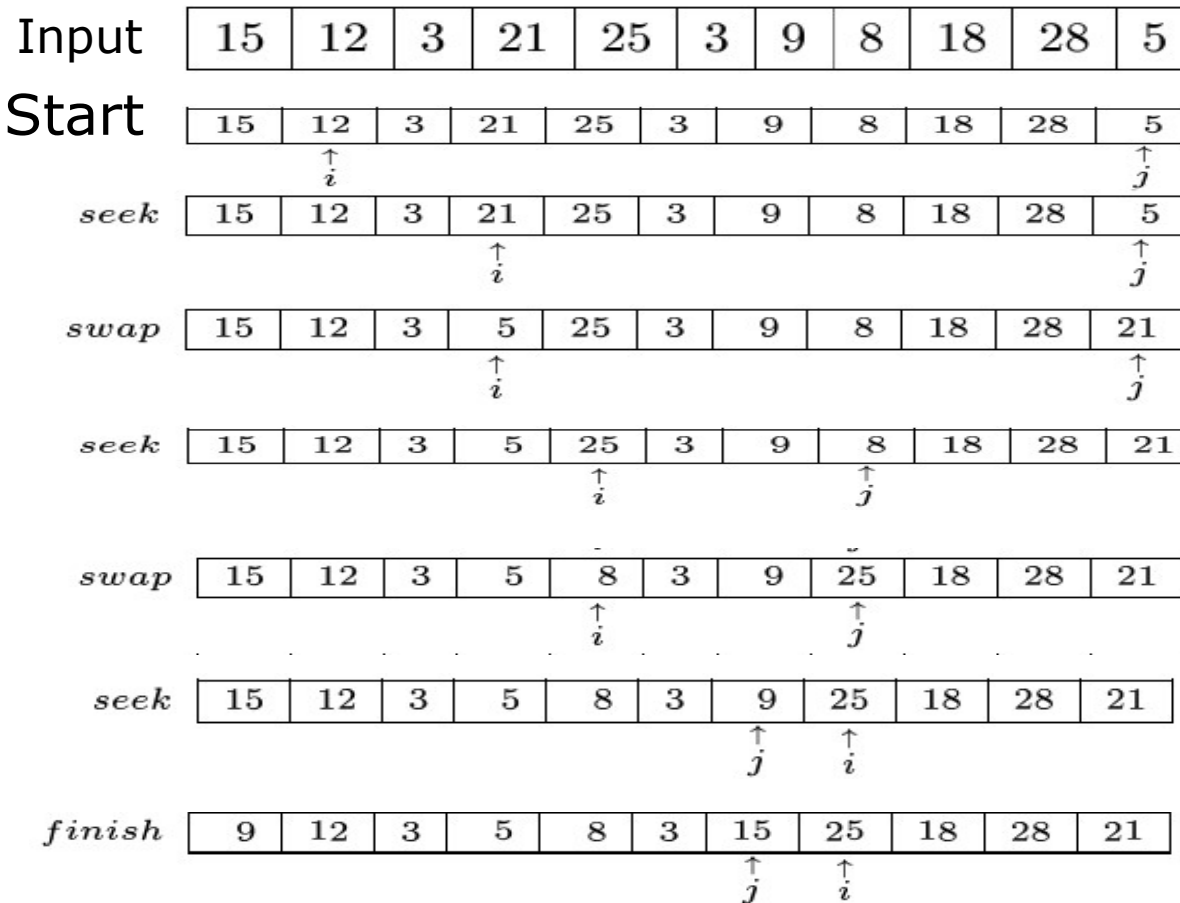 Input 15 12 3 21 25 3 9 8 18 28 5
Start 15 12 3 21 25 3 9 8 18 28 5
↑ ↑
i j
seek 15 12 3 21 25 3 9 8 18 28 5
↑ ↑
i j
swap 15 12 3 5 25 3 9 8 18 28 21
↑ ↑
i j
seek 15 12 3 5 25 3 9 8 18 28 21
↑ ↑
i j
swap 15 12 3 5 8 3 9 25 18 28 21
↑ ↑
i j
seek 15 12 3 5 8 3 9 25 18 28 21
↑ ↑
j i
finish 9 12 3 5 8 3 15 25 18 28 21
↑ ↑
j i